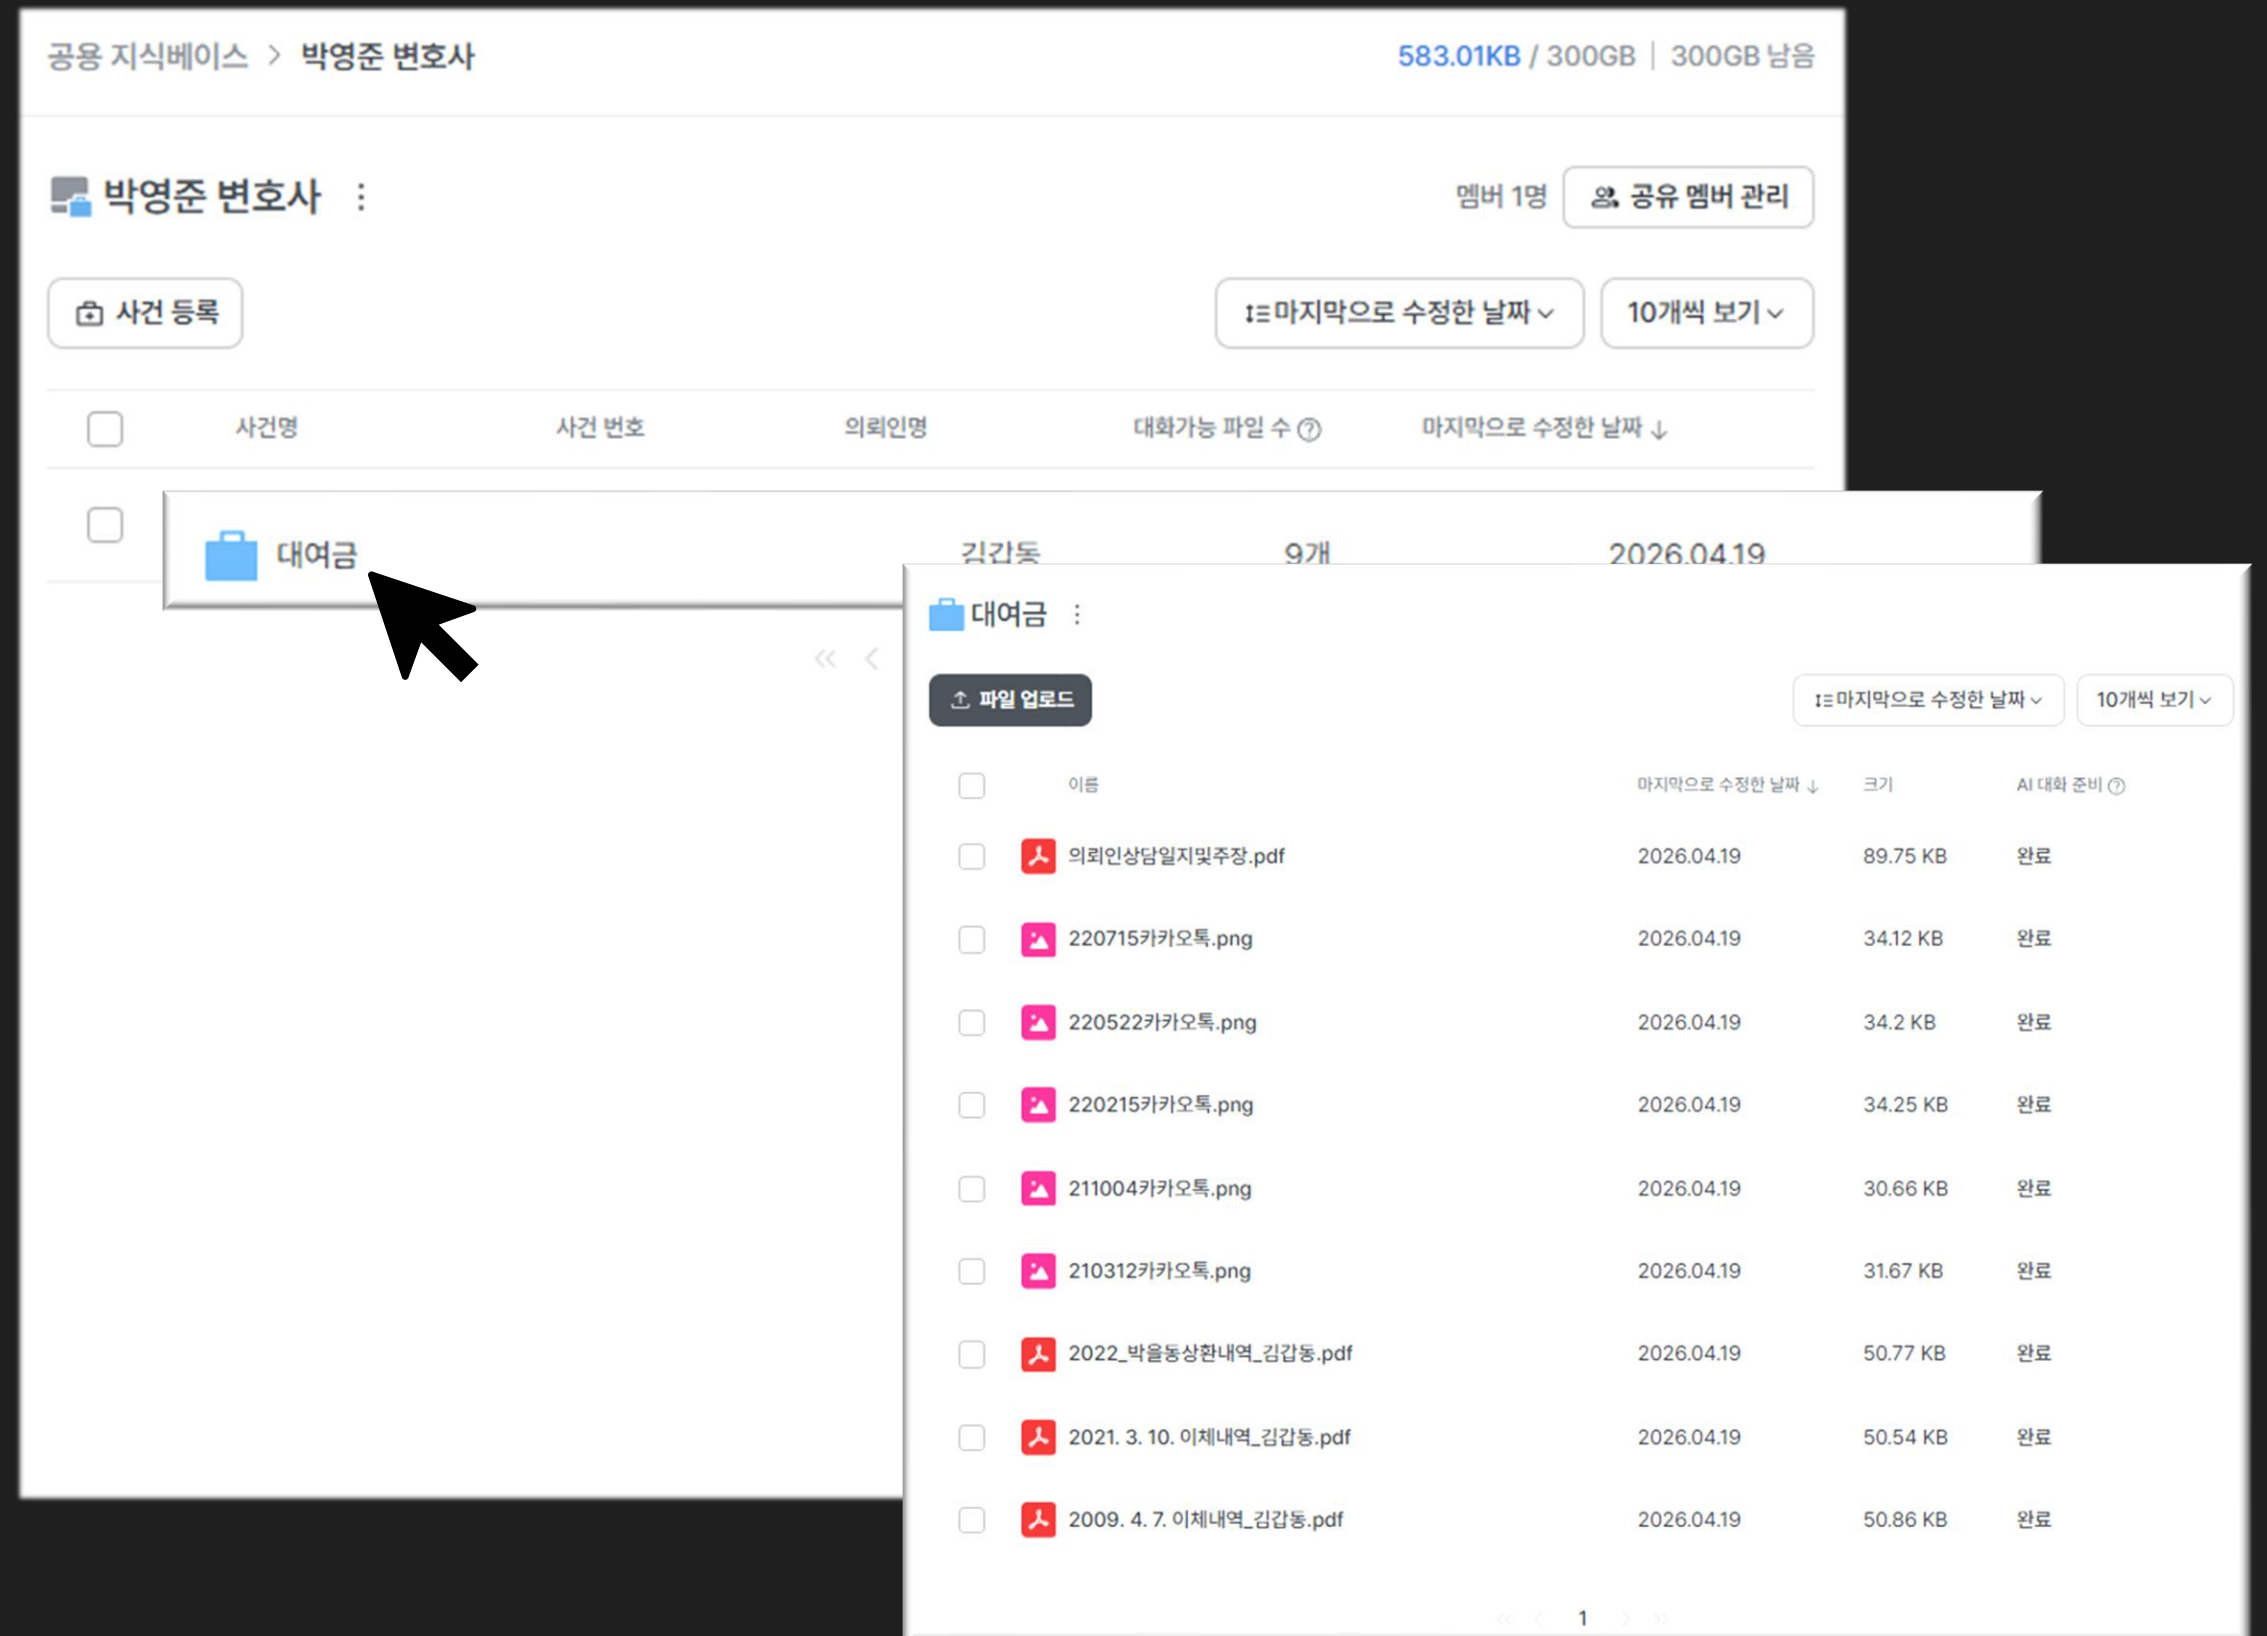 공용 지식베이스 > 박영준 변호사
583.01KB / 300GB | 300GB 남음
박영준 변호사
멤버 1명 공유 멤버 관리
사건 등록
마지막으로 수정한 날짜 10개씩 보기
사건명 사건 번호 의뢰인명 대화가능 파일 수 ? 마지막으로 수정한 날짜 ↓
대여금 김갑동 9개 2026.04.19
대여금
파일 업로드
마지막으로 수정한 날짜 10개씩 보기
이름 마지막으로 수정한 날짜 ↓ 크기 AI 대화 준비 ?
의뢰인상담일지및주장.pdf 2026.04.19 89.75 KB 완료
220715카카오톡.png 2026.04.19 34.12 KB 완료
220522카카오톡.png 2026.04.19 34.2 KB 완료
220215카카오톡.png 2026.04.19 34.25 KB 완료
211004카카오톡.png 2026.04.19 30.66 KB 완료
210312카카오톡.png 2026.04.19 31.67 KB 완료
2022_박을동상환내역_김갑동.pdf 2026.04.19 50.77 KB 완료
2021. 3. 10. 이체내역_김갑동.pdf 2026.04.19 50.54 KB 완료
2009. 4. 7. 이체내역_김갑동.pdf 2026.04.19 50.86 KB 완료
1